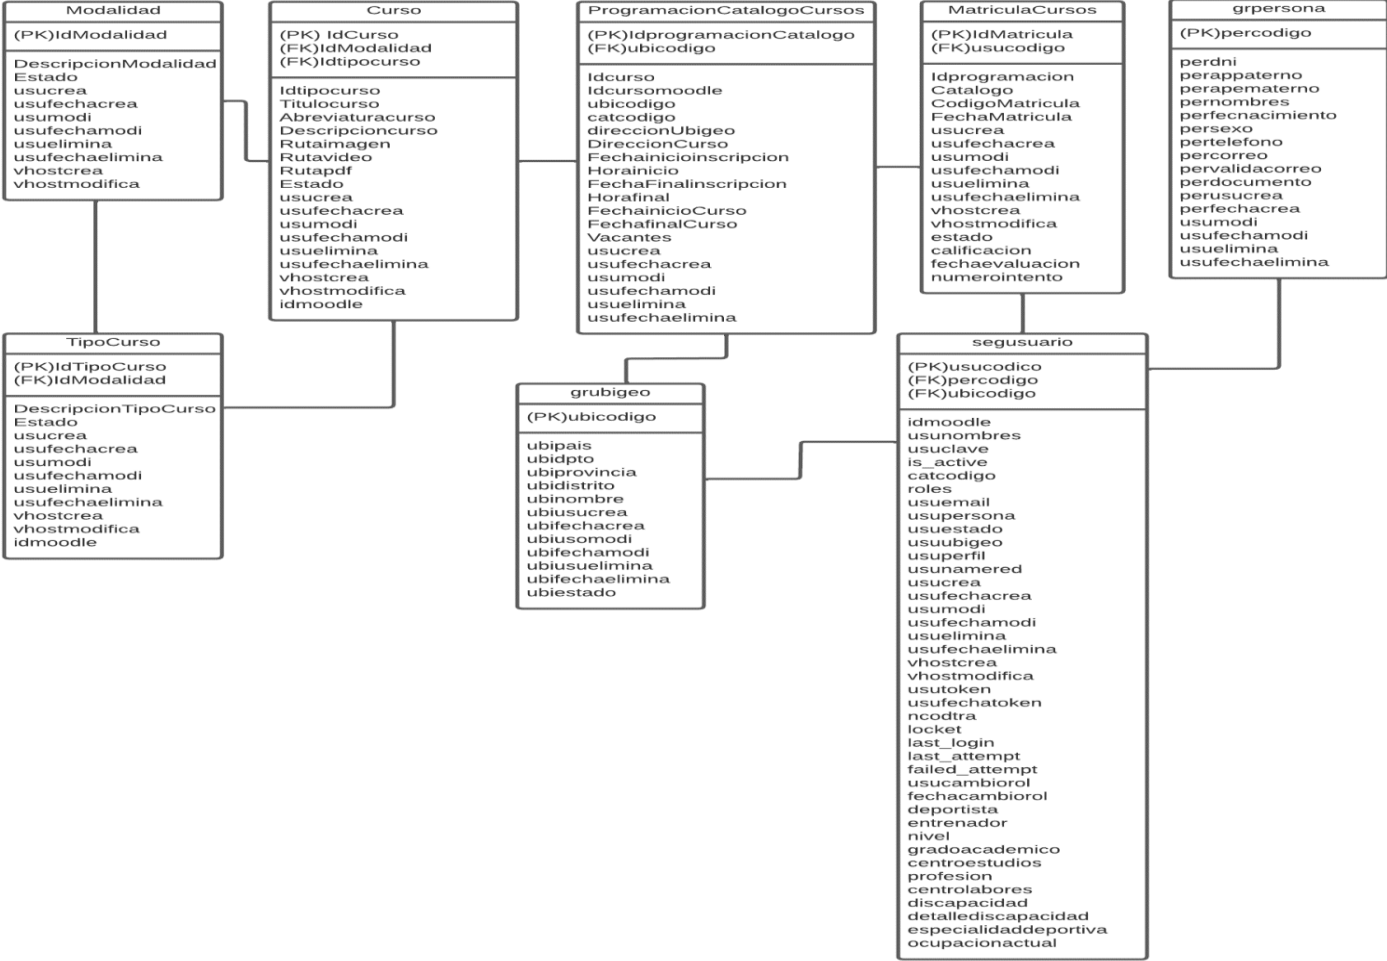 Modalidad
(PK)IdModalidad
DescripcionModalidad
Estado
usucrea
usufechacrea
usumodi
usufechamodi
usuelimina
usufechaelimina
vhostcrea
vhostmodifica
Curso
(PK) IdCurso
(FK)IdModalidad
(FK)Idtipocurso
Idtipocurso
Titulocurso
Abreviaturacurso
Descripcioncurso
Rutaimagen
Rutavideo
Rutapdf
Estado
usucrea
usufechacrea
usumodi
usufechamodi
usuelimina
usufechaelimina
vhostcrea
vhostmodifica
idmoodle
ProgramacionCatalogoCursos
(PK)IdprogramacionCatalogo
(FK)ubicodigo
Idcurso
Idcursomoodle
ubicodigo
catcodigo
direccionUbigeo
DireccionCurso
Fechainicioinscripcion
Horainicio
FechaFinalinscripcion
Horafinal
FechainicioCurso
FechafinalCurso
Vacantes
usucrea
usufechacrea
usumodi
usufechamodi
usuelimina
usufechaelimina
MatriculaCursos
(PK)IdMatricula
(FK)usucodigo
Idprogramacion
Catalogo
CodigoMatricula
FechaMatricula
usucrea
usufechacrea
usumodi
usufechamodi
usuelimina
usufechaelimina
vhostcrea
vhostmodifica
estado
calificacion
fechaevaluacion
numerointento
grpersona
(PK)percodigo
perdni
perappaterno
perapematerno
pernombres
perfecnacimiento
persexo
pertelefono
percorreo
pervalidacorreo
perdocumento
perusucrea
perfechacrea
usumodi
usufechamodi
usuelimina
usufechaelimina
TipoCurso
(PK)IdTipoCurso
(FK)IdModalidad
DescripcionTipoCurso
Estado
usucrea
usufechacrea
usumodi
usufechamodi
usuelimina
usufechaelimina
vhostcrea
vhostmodifica
idmoodle
grubigeo
(PK)ubicodigo
ubipais
ubidpto
ubiprovincia
ubidistrito
ubinombre
ubiusucrea
ubifechacrea
ubiusomodi
ubifechamodi
ubiusuelimina
ubifechaelimina
ubiestado
segusuario
(PK)usucodico
(FK)percodigo
(FK)ubicodigo
idmoodle
usunombres
usuclave
is_active
catcodigo
roles
usuemail
usupersona
usuestado
usuubigeo
usuperfil
usunamered
usucrea
usufechacrea
usumodi
usufechamodi
usuelimina
usufechaelimina
vhostcrea
vhostmodifica
usutoken
usufechatoken
ncodtra
locket
last_login
last_attempt
failed_attempt
usucambiorol
fechacambiorol
deportista
entrenador
nivel
gradoacademico
centroestudios
profesion
centrolabores
discapacidad
detallediscapacidad
especialidaddeportiva
ocupacionactual